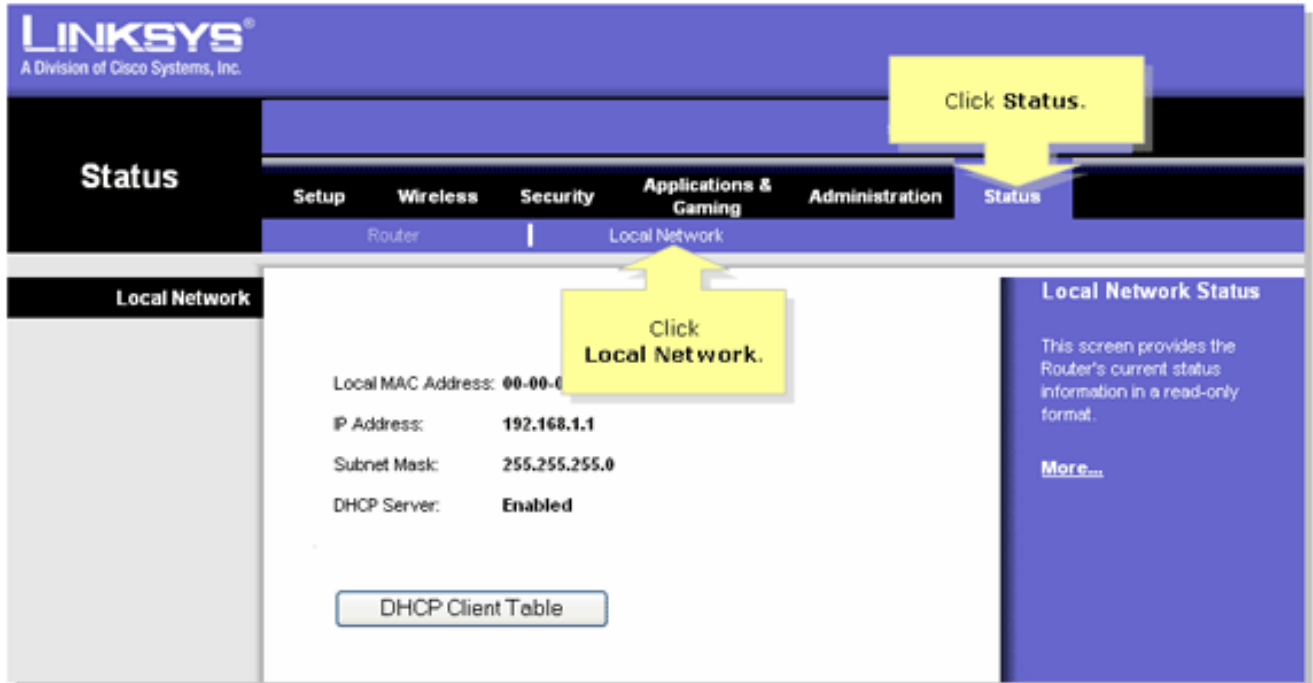 LINKSYS®
A Division of Cisco Systems, Inc.
Click Status.
Status
Setup Wireless Security Applications & Gaming Administration Status
Router Local Network
Local Network
Click
Local Network.
Local MAC Address: 00-00-
IP Address: 192.168.1.1
Subnet Mask: 255.255.255.0
DHCP Server: Enabled
DHCP Client Table
Local Network Status
This screen provides the
Router's current status
information in a read-only
format.
More...